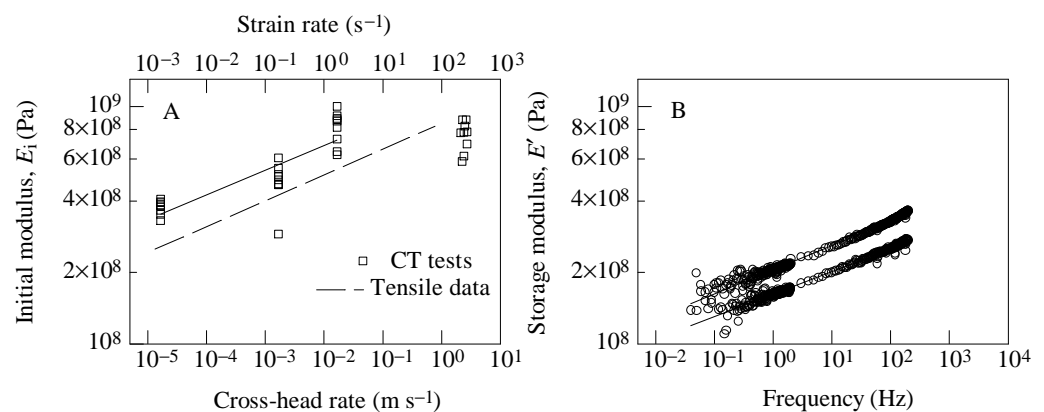 Strain rate (s⁻¹)
10⁻³ 10⁻² 10⁻¹ 10⁰ 10¹ 10² 10³
A
Initial modulus, Eᵢ (Pa)
10⁹
8×10⁸
6×10⁸
4×10⁸
2×10⁸
10⁸
CT tests
Tensile data
10⁻⁵ 10⁻⁴ 10⁻³ 10⁻² 10⁻¹ 10⁰ 10¹
Cross-head rate (m s⁻¹)
B
Storage modulus, E′ (Pa)
10⁹
8×10⁸
6×10⁸
4×10⁸
2×10⁸
10⁸
10⁻² 10⁻¹ 10⁰ 10¹ 10² 10³ 10⁴
Frequency (Hz)